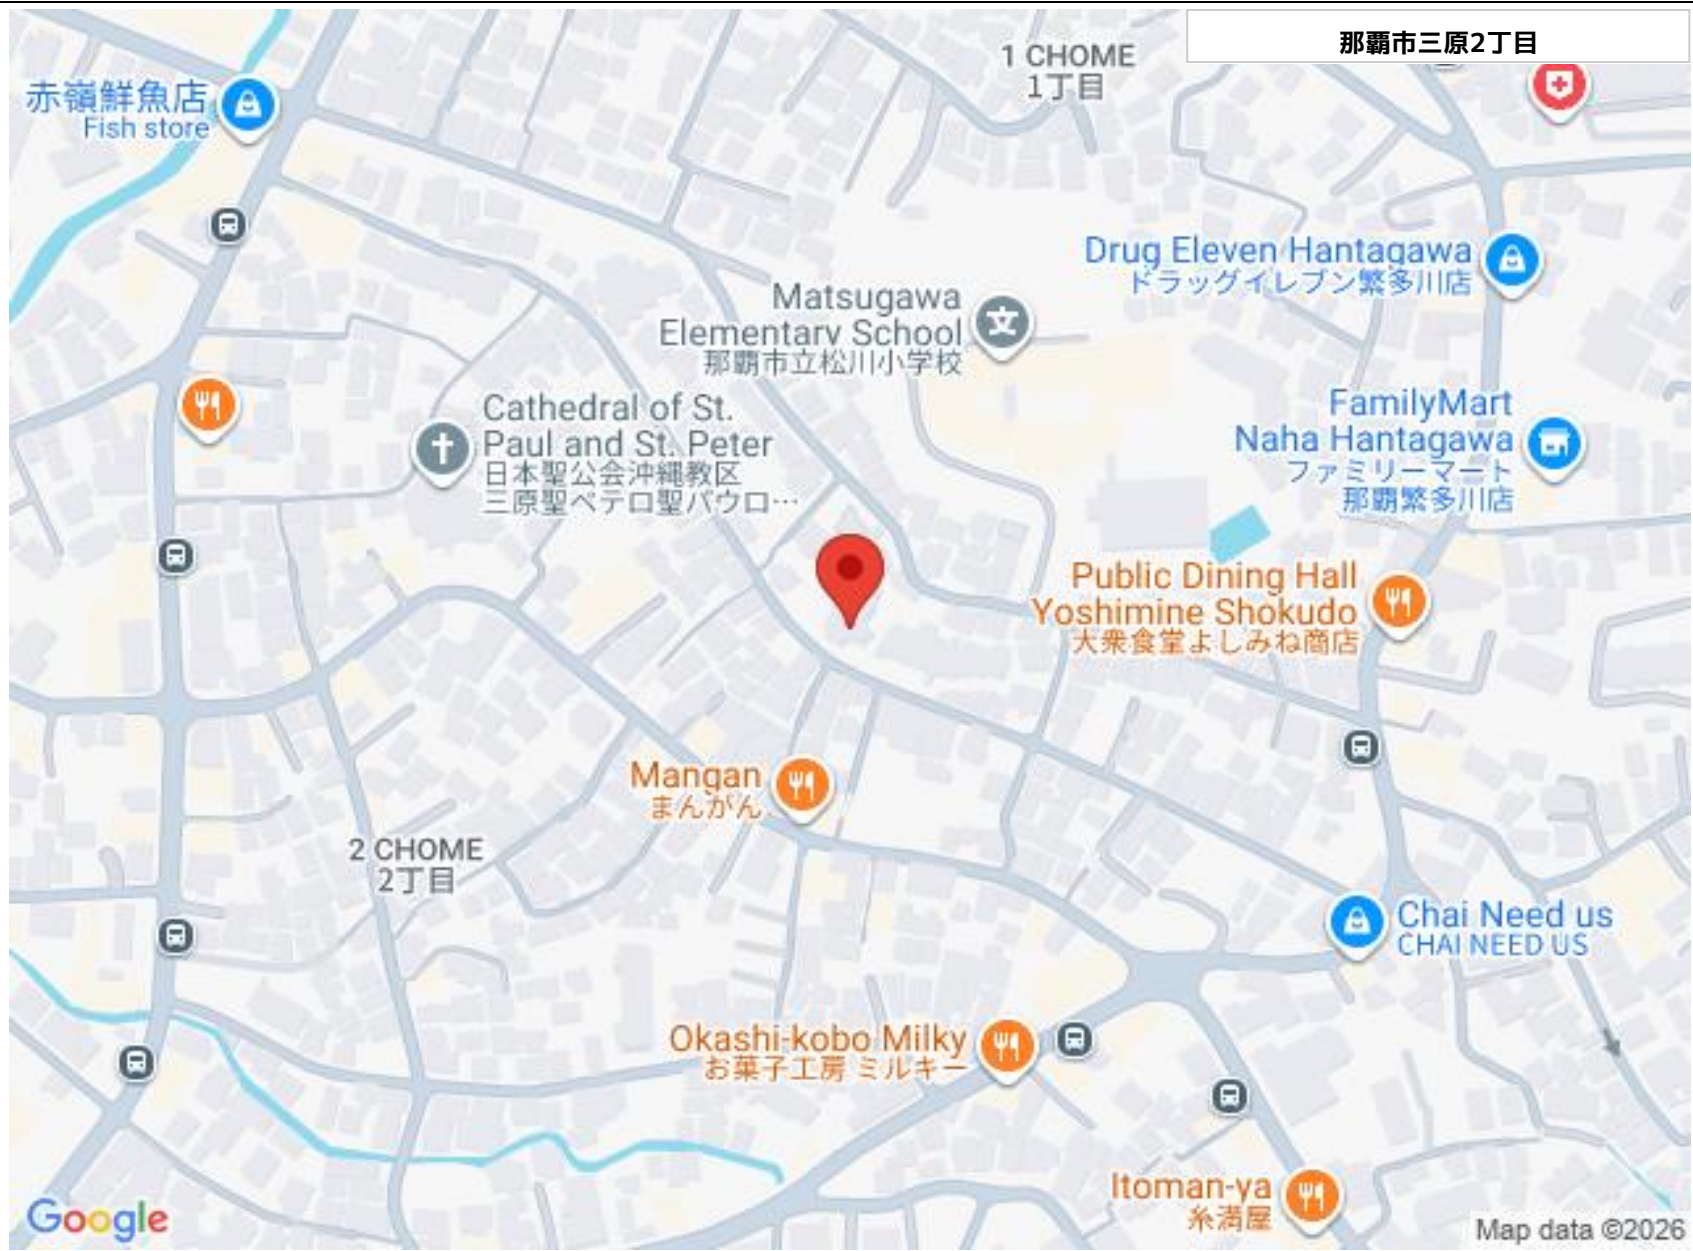 那覇市三原2丁目
1 CHOME
1丁目
赤嶺鮮魚店
Fish store
Drug Eleven Hantagawa
ドラッグイレブン繁多川店
Matsugawa
Elementary School
那覇市立松川小学校
Cathedral of St.
Paul and St. Peter
日本聖公会沖縄教区
三原聖ペテロ聖パウロ…
FamilyMart
Naha Hantagawa
ファミリーマート
那覇繁多川店
Public Dining Hall
Yoshimine Shokudo
大衆食堂よしみね商店
Mangan
まんがん
2 CHOME
2丁目
Chai Need us
CHAI NEED US
Okashi-kobo Milky
お菓子工房 ミルキー
Itoman-ya
糸満屋
Google
Map data ©2026